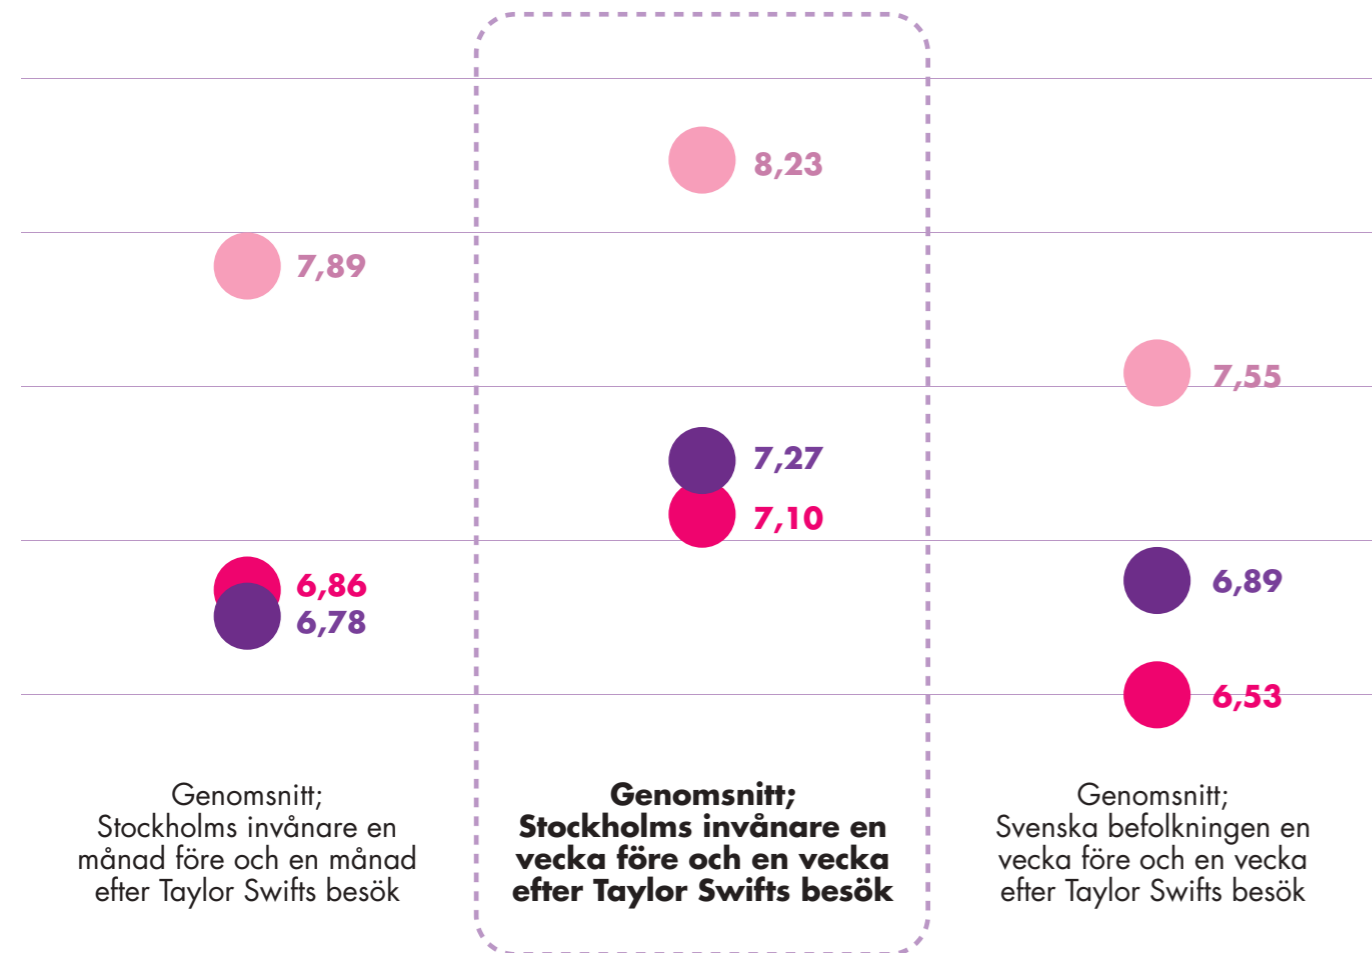 8,23
7,89
7,55
7,27
7,10
6,86
6,78
6,89
6,53
Genomsnitt;
Stockholms invånare en
månad före och en månad
efter Taylor Swifts besök
Genomsnitt;
Stockholms invånare en
vecka före och en vecka
efter Taylor Swifts besök
Genomsnitt;
Svenska befolkningen en
vecka före och en vecka
efter Taylor Swifts besök